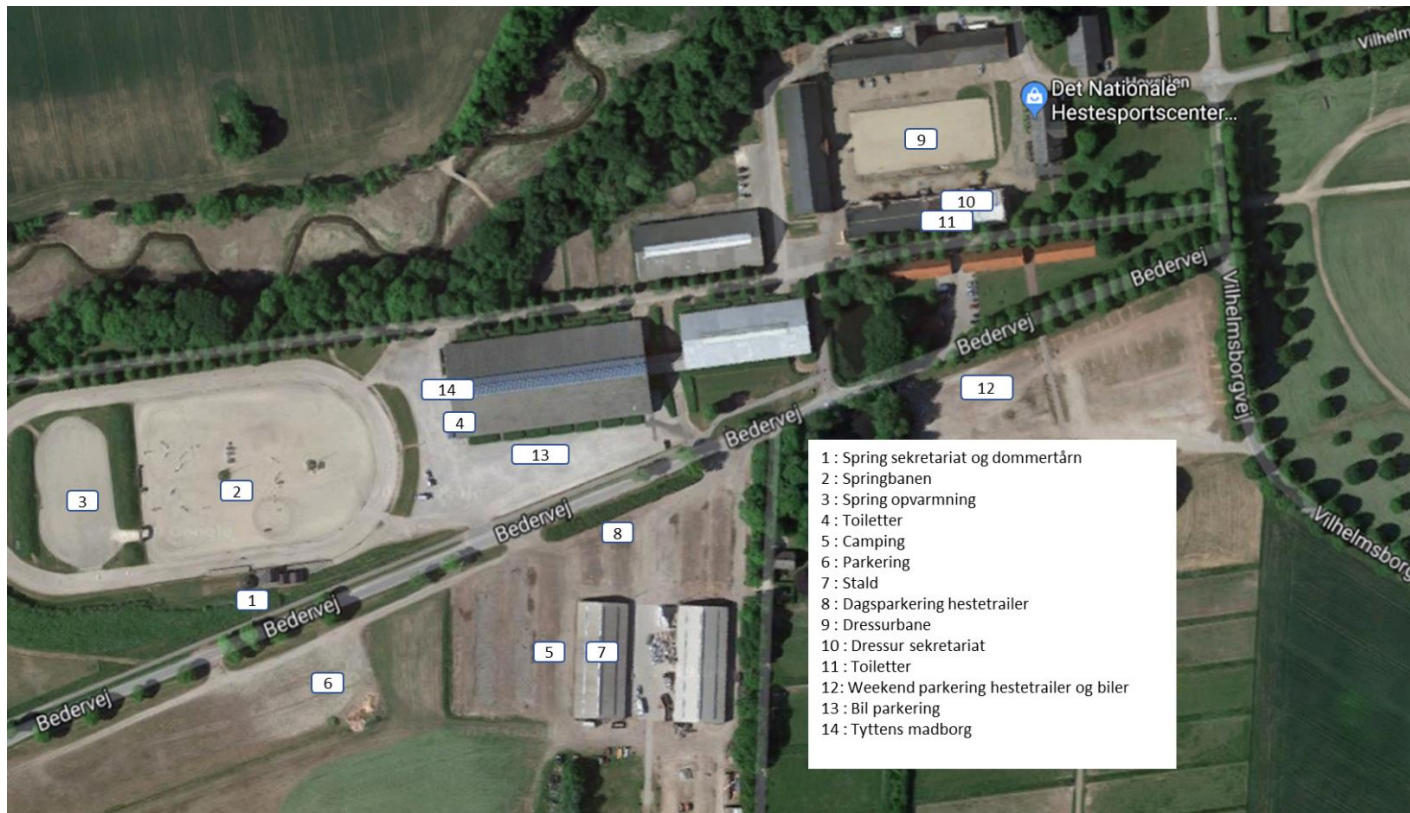 Vilhelm
Hovstien
Det Nationale
Hestesportscenter...
9
10
11
Bedervej
Bedervej
Vilhelmsborgvej
12
14
4
Bedervej
13
2
3
Bedervej
8
Vilhelmsborg
1
Bedervej
5
7
6
Bedervej
1 : Spring sekretariat og dommertårn
2 : Springbanen
3 : Spring opvarmning
4 : Toiletter
5 : Camping
6 : Parkering
7 : Stald
8 : Dagsparkering hestetrailer
9 : Dressurbane
10 : Dressur sekretariat
11 : Toiletter
12: Weekend parkering hestetrailer og biler
13 : Bil parkering
14 : Tyttens madborg